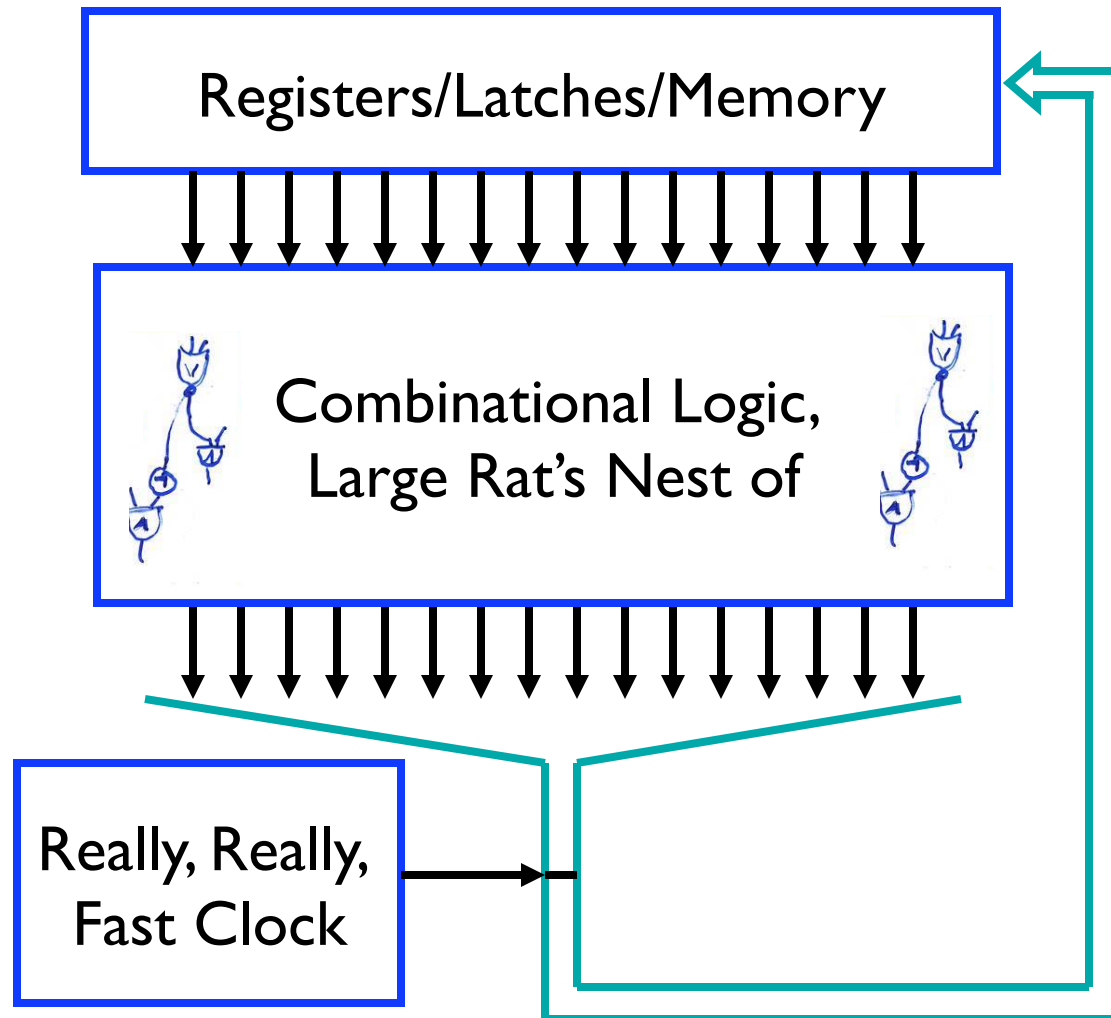 Registers/Latches/Memory
Combinational Logic,
Large Rat's Nest of
Really, Really,
Fast Clock